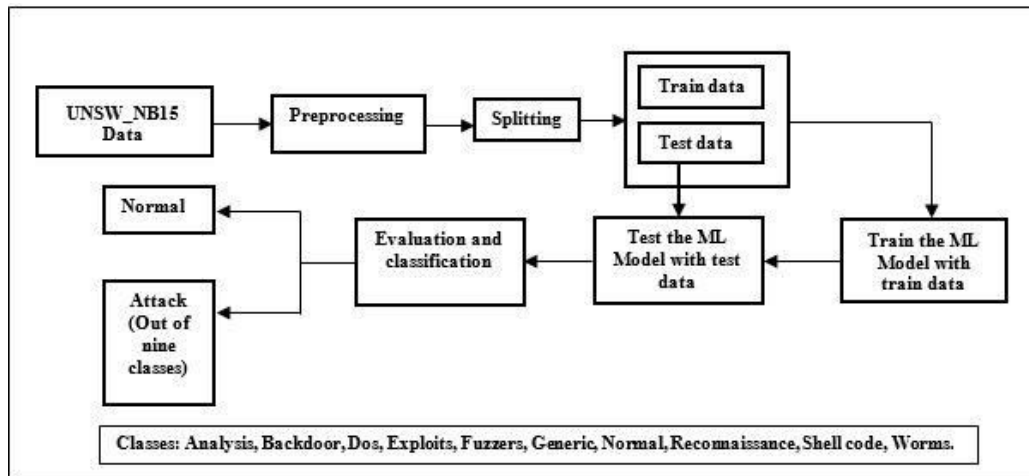 UNSW_NB15
Data
Preprocessing
Splitting
Train data
Test data
Normal
Evaluation and
classification
Test the ML
Model with test
data
Train the ML
Model with
train data
Attack
(Out of
nine
classes)
Classes: Analysis, Backdoor, Dos, Exploits, Fuzzers, Generic, Normal, Reconnaissance, Shell code, Worms.